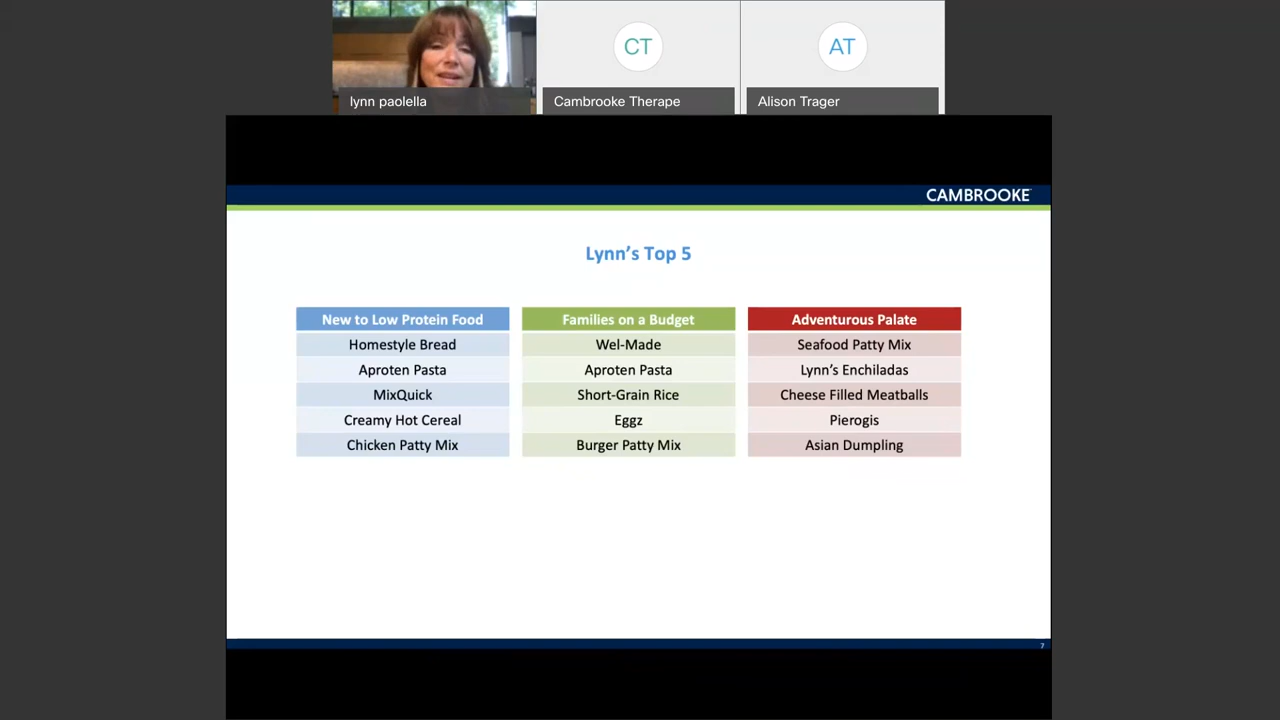 CT
AT
lynn paolella
Cambrooke Therape
Alison Trager
CAMBROOKE
Lynn's Top 5
New to Low Protein Food
Homestyle Bread
Aproten Pasta
MixQuick
Creamy Hot Cereal
Chicken Patty Mix
Families on a Budget
Wel-Made
Aproten Pasta
Short-Grain Rice
Eggz
Burger Patty Mix
Adventurous Palate
Seafood Patty Mix
Lynn's Enchiladas
Cheese Filled Meatballs
Pierogis
Asian Dumpling
7